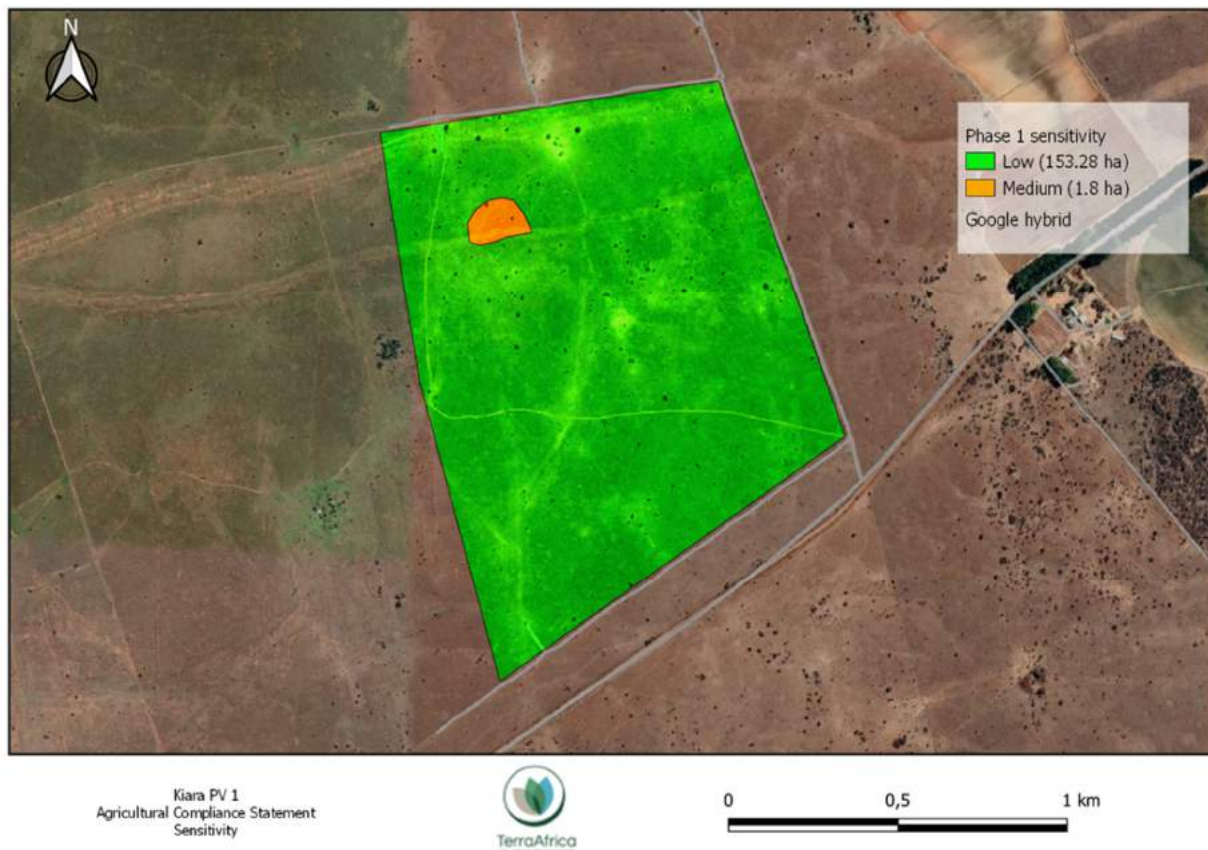 N
Phase 1 sensitivity
Low (153.28 ha)
Medium (1.8 ha)
Google hybrid
Kiara PV 1
Agricultural Compliance Statement
Sensitivity
TerraAfrica
0 0,5 1 km